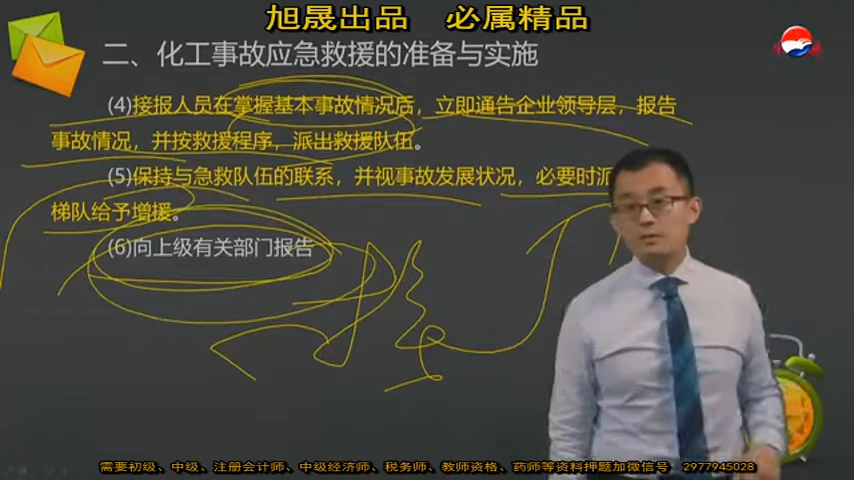 旭晟出品 必属精品
二、化工事故应急救援的准备与实施
(4)接报人员在掌握基本事故情况后，立即通告企业领导层，报告
事故情况，并按救援程序，派出救援队伍。
(5)保持与急救队伍的联系，并视事故发展状况，必要时派
梯队给予增援。
(6)向上级有关部门报告
需要初级、中级、注册会计师、中级经济师、税务师、教师资格、药师等资料押题加微信号：2977945028